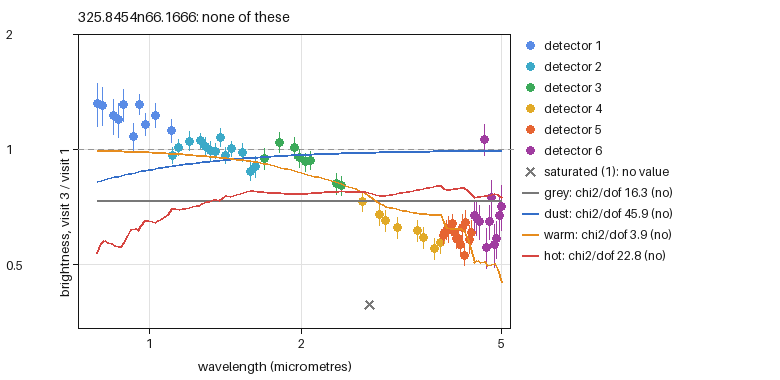 325.8454n66.1666: none of these
2
1
0.5
brightness, visit 3 / visit 1
1
2
5
wavelength (micrometres)
detector 1
detector 2
detector 3
detector 4
detector 5
detector 6
saturated (1): no value
grey: chi2/dof 16.3 (no)
dust: chi2/dof 45.9 (no)
warm: chi2/dof 3.9 (no)
hot: chi2/dof 22.8 (no)